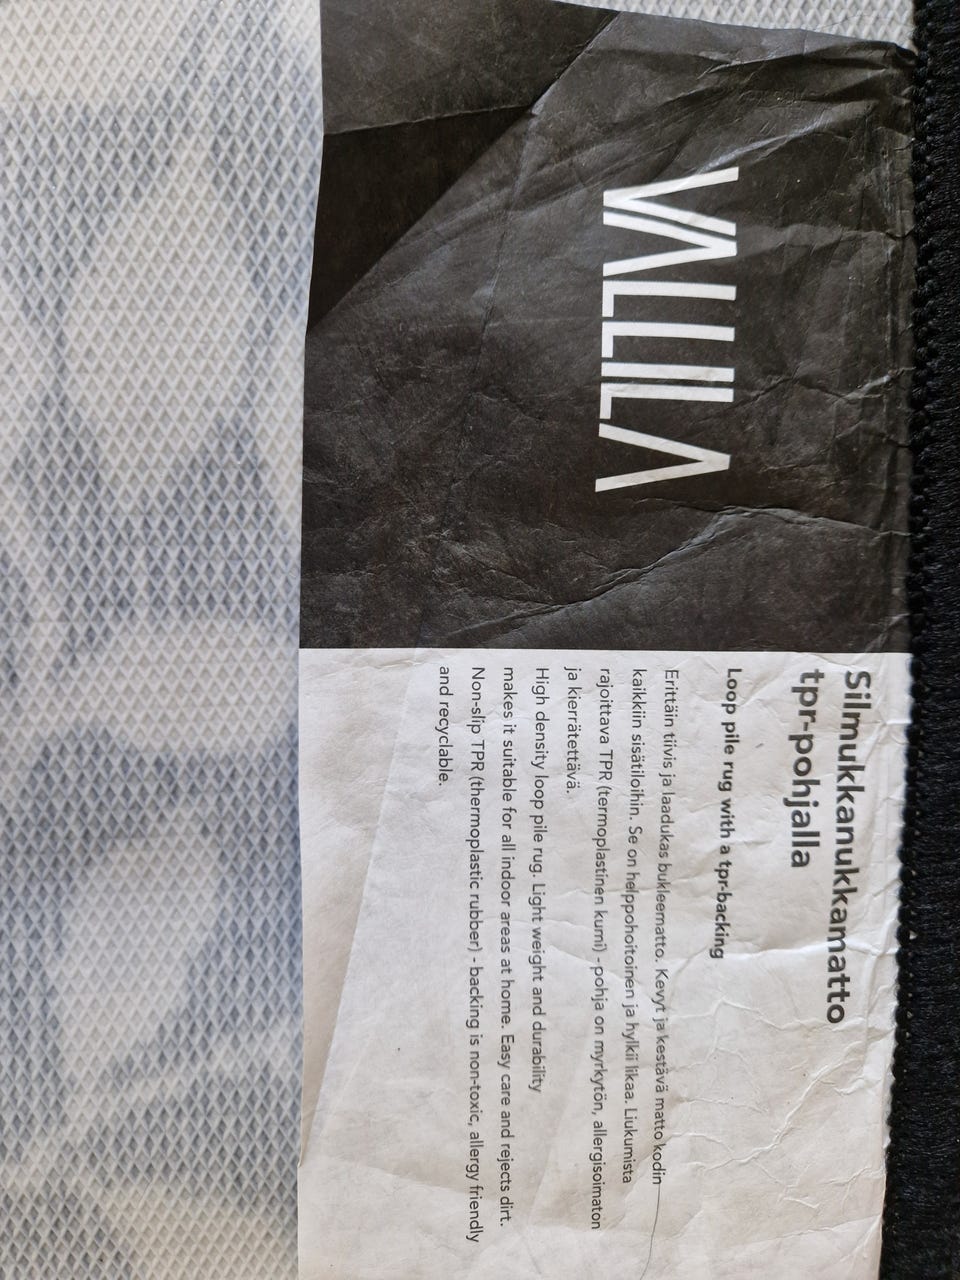 VALLILA
Silmukkanukkamatto
tpr-pohjalla
Loop pile rug with a tpr-backing
Erittäin tiivis ja laadukas bukleematto. Kevyt ja kestävä matto kodin
kaikkiin sisätiloihin. Se on helppohoitoinen ja hylkii likaa. Liukumista
rajoittava TPR (termoplastinen kumi) - pohja on myrkytön, allergisoimaton
ja kierrätettävä.
High density loop pile rug. Light weight and durability
makes it suitable for all indoor areas at home. Easy care and rejects dirt.
Non-slip TPR (thermoplastic rubber) - backing is non-toxic, allergy friendly
and recyclable.